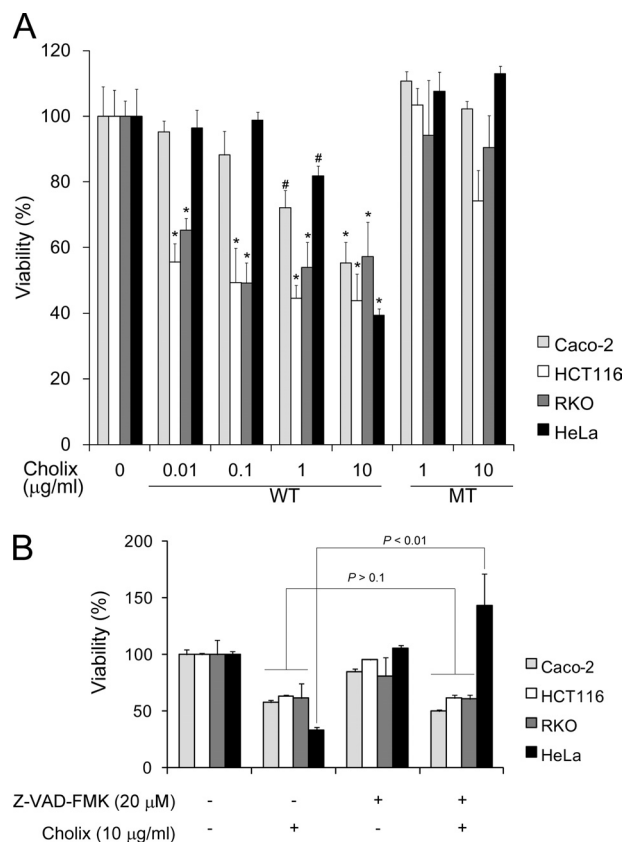 A
120
100
80
60
40
20
0
Viability (%)
* * * * # * * # * * * *
Caco-2
HCT116
RKO
HeLa
Cholix (μg/ml)
0 0.01 0.1 1 10 1 10
WT MT
B
200
150
100
50
0
Viability (%)
P < 0.01
P > 0.1
Caco-2
HCT116
RKO
HeLa
Z-VAD-FMK (20 μM) - - + +
Cholix (10 μg/ml) - + - +